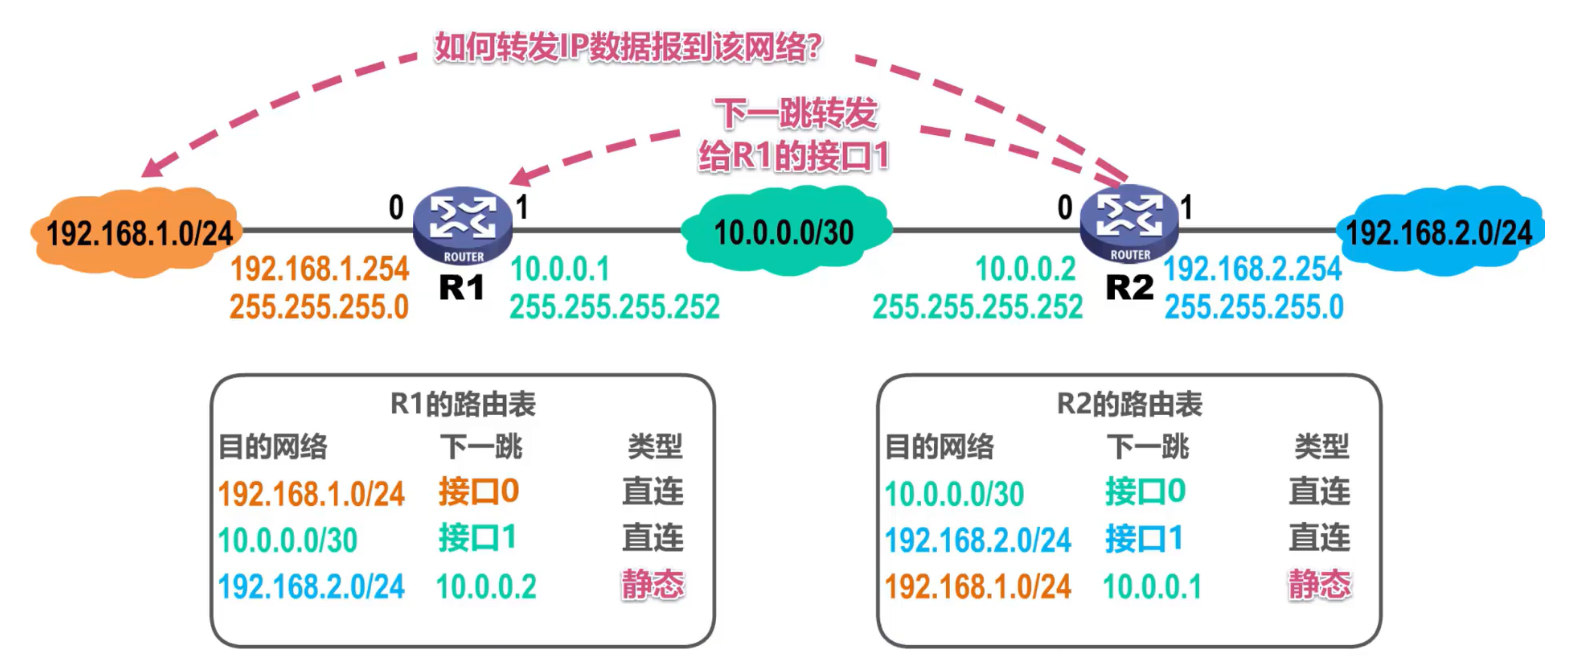 如何转发IP数据报到该网络?
下一跳转发
给R1的接口1
0
1
0
1
192.168.1.0/24
10.0.0.0/30
192.168.2.0/24
ROUTER
ROUTER
192.168.1.254
R1
10.0.0.1
10.0.0.2
R2
192.168.2.254
255.255.255.0
255.255.255.252
255.255.255.252
255.255.255.0
R1的路由表
目的网络 下一跳 类型
192.168.1.0/24 接口0 直连
10.0.0.0/30 接口1 直连
192.168.2.0/24 10.0.0.2 静态
R2的路由表
目的网络 下一跳 类型
10.0.0.0/30 接口0 直连
192.168.2.0/24 接口1 直连
192.168.1.0/24 10.0.0.1 静态